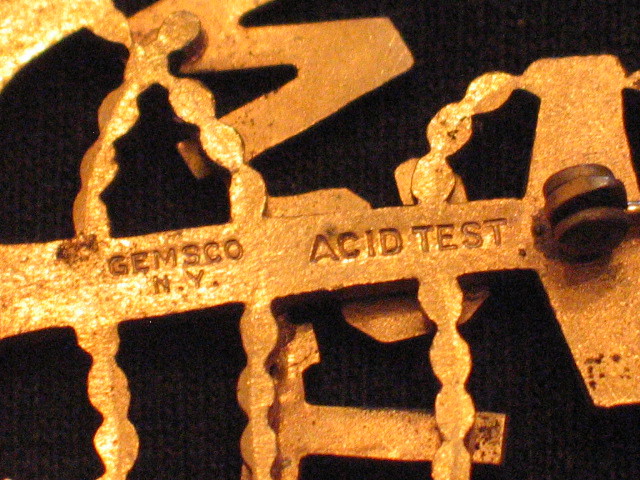 GEMSCO
N.Y.
ACID TEST